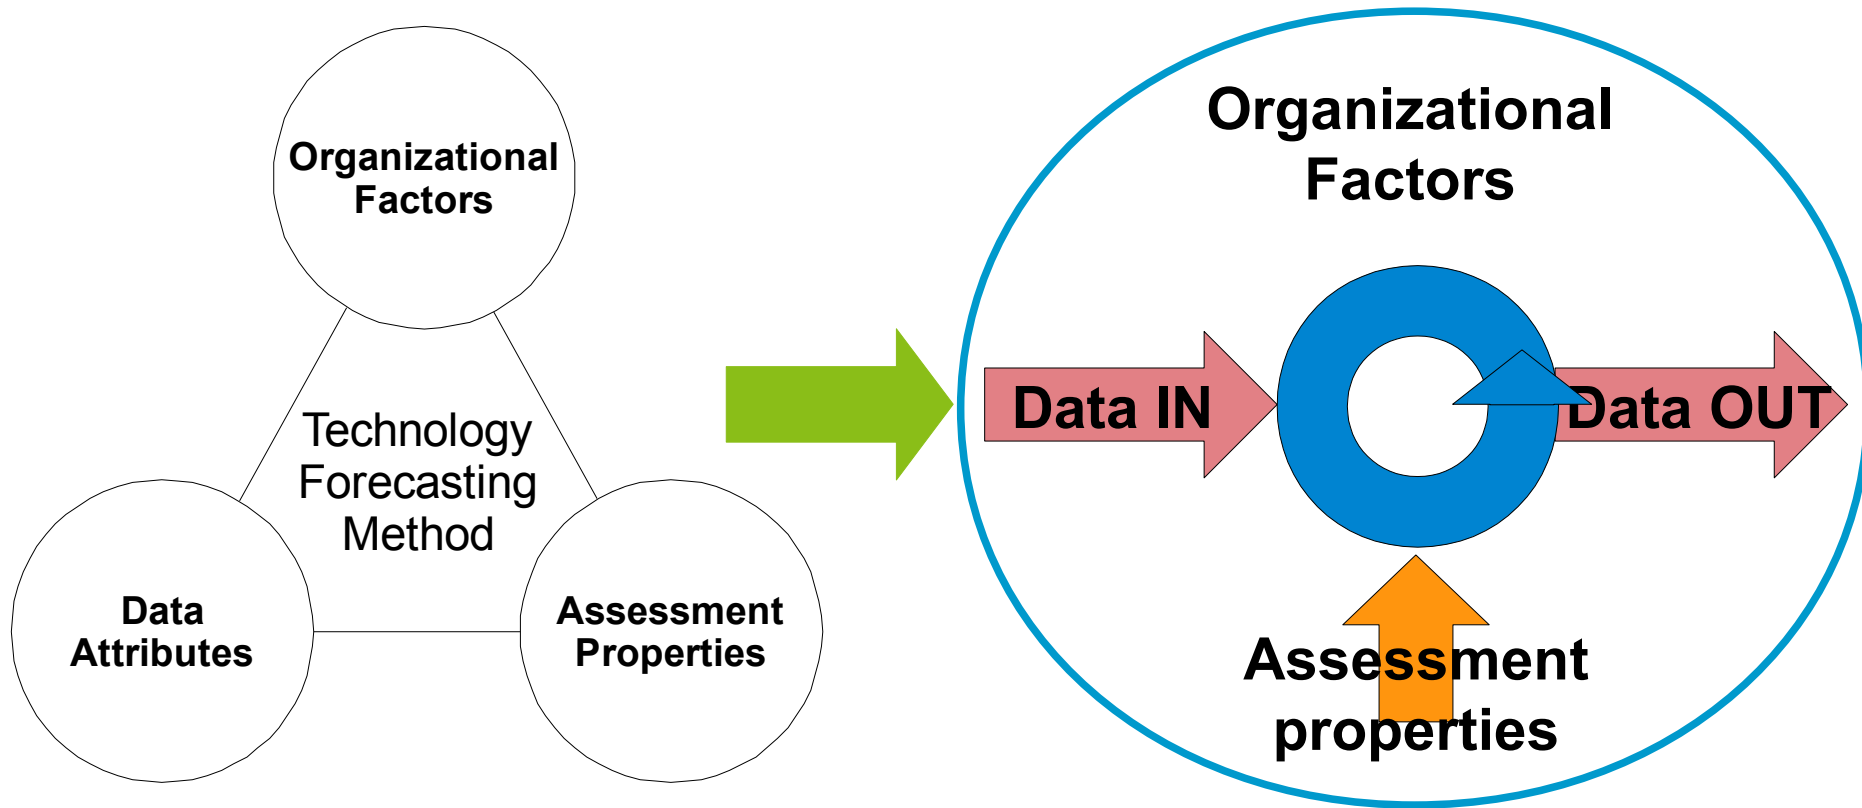 Organizational
Factors
Technology
Forecasting
Method
Data
Attributes
Assessment
Properties
Organizational
Factors
Data IN
Data OUT
Assessment
properties